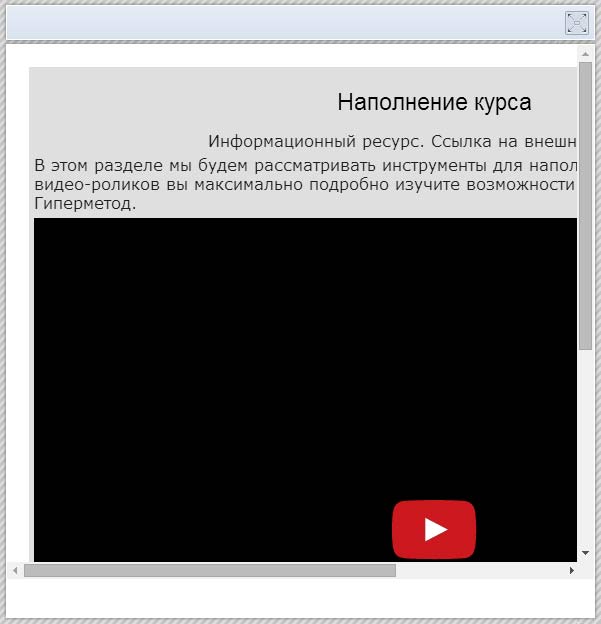 Наполнение курса
Информационный ресурс. Ссылка на внешн
В этом разделе мы будем рассматривать инструменты для напол
видео-роликов вы максимально подробно изучите возможности
Гиперметод.